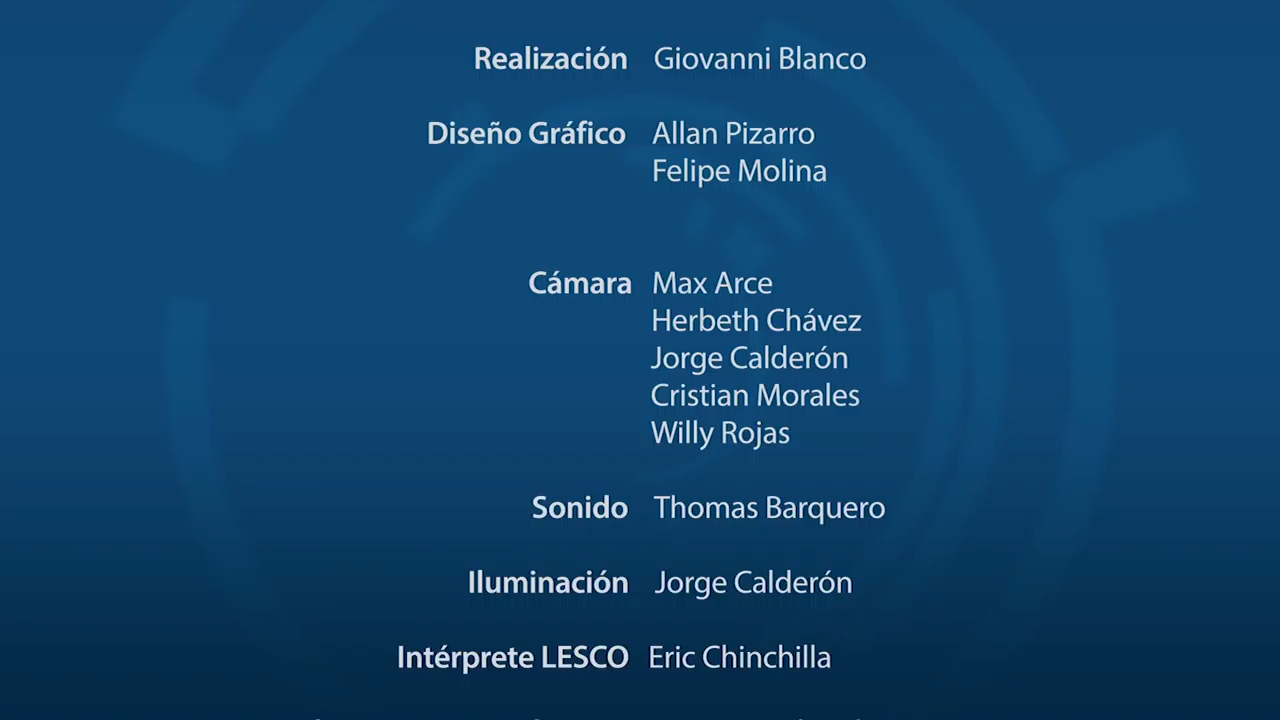 Realización Giovanni Blanco
Diseño Gráfico Allan Pizarro
Felipe Molina
Cámara Max Arce
Herbeth Chávez
Jorge Calderón
Cristian Morales
Willy Rojas
Sonido Thomas Barquero
Iluminación Jorge Calderón
Intérprete LESCO Eric Chinchilla